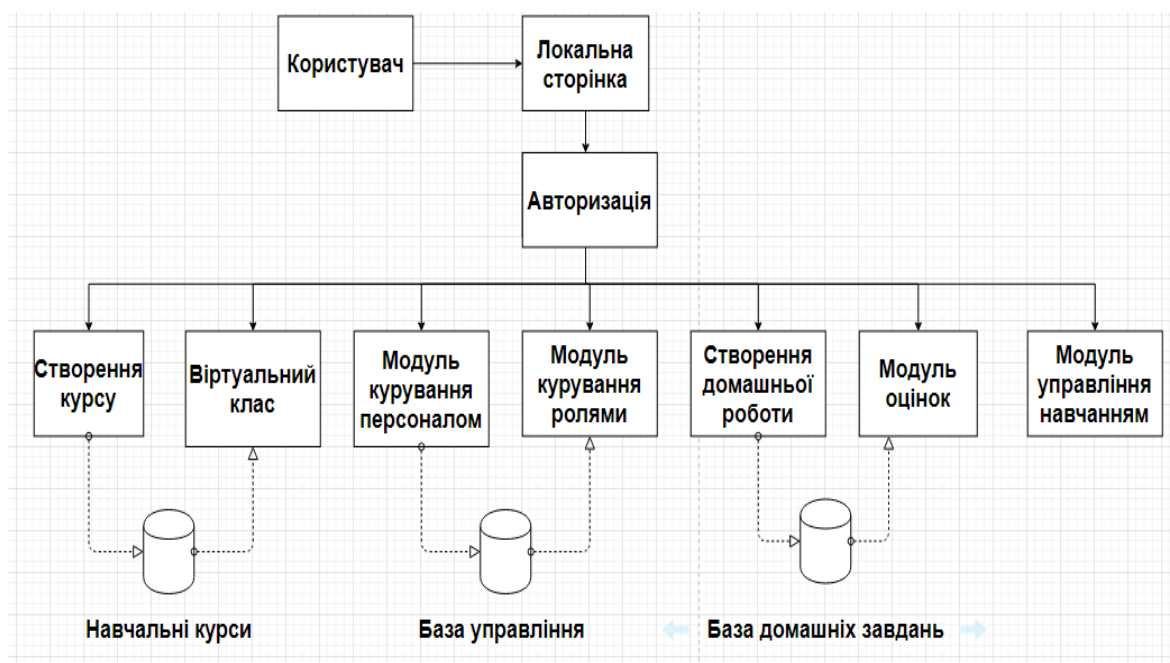 Користувач
Локальна
сторінка
Авторизація
Створення
курсу
Віртуальний
клас
Модуль
курування
персоналом
Модуль
курування
ролями
Створення
домашньої
роботи
Модуль
оцінок
Модуль
управління
навчанням
Навчальні курси
База управління
База домашніх завдань